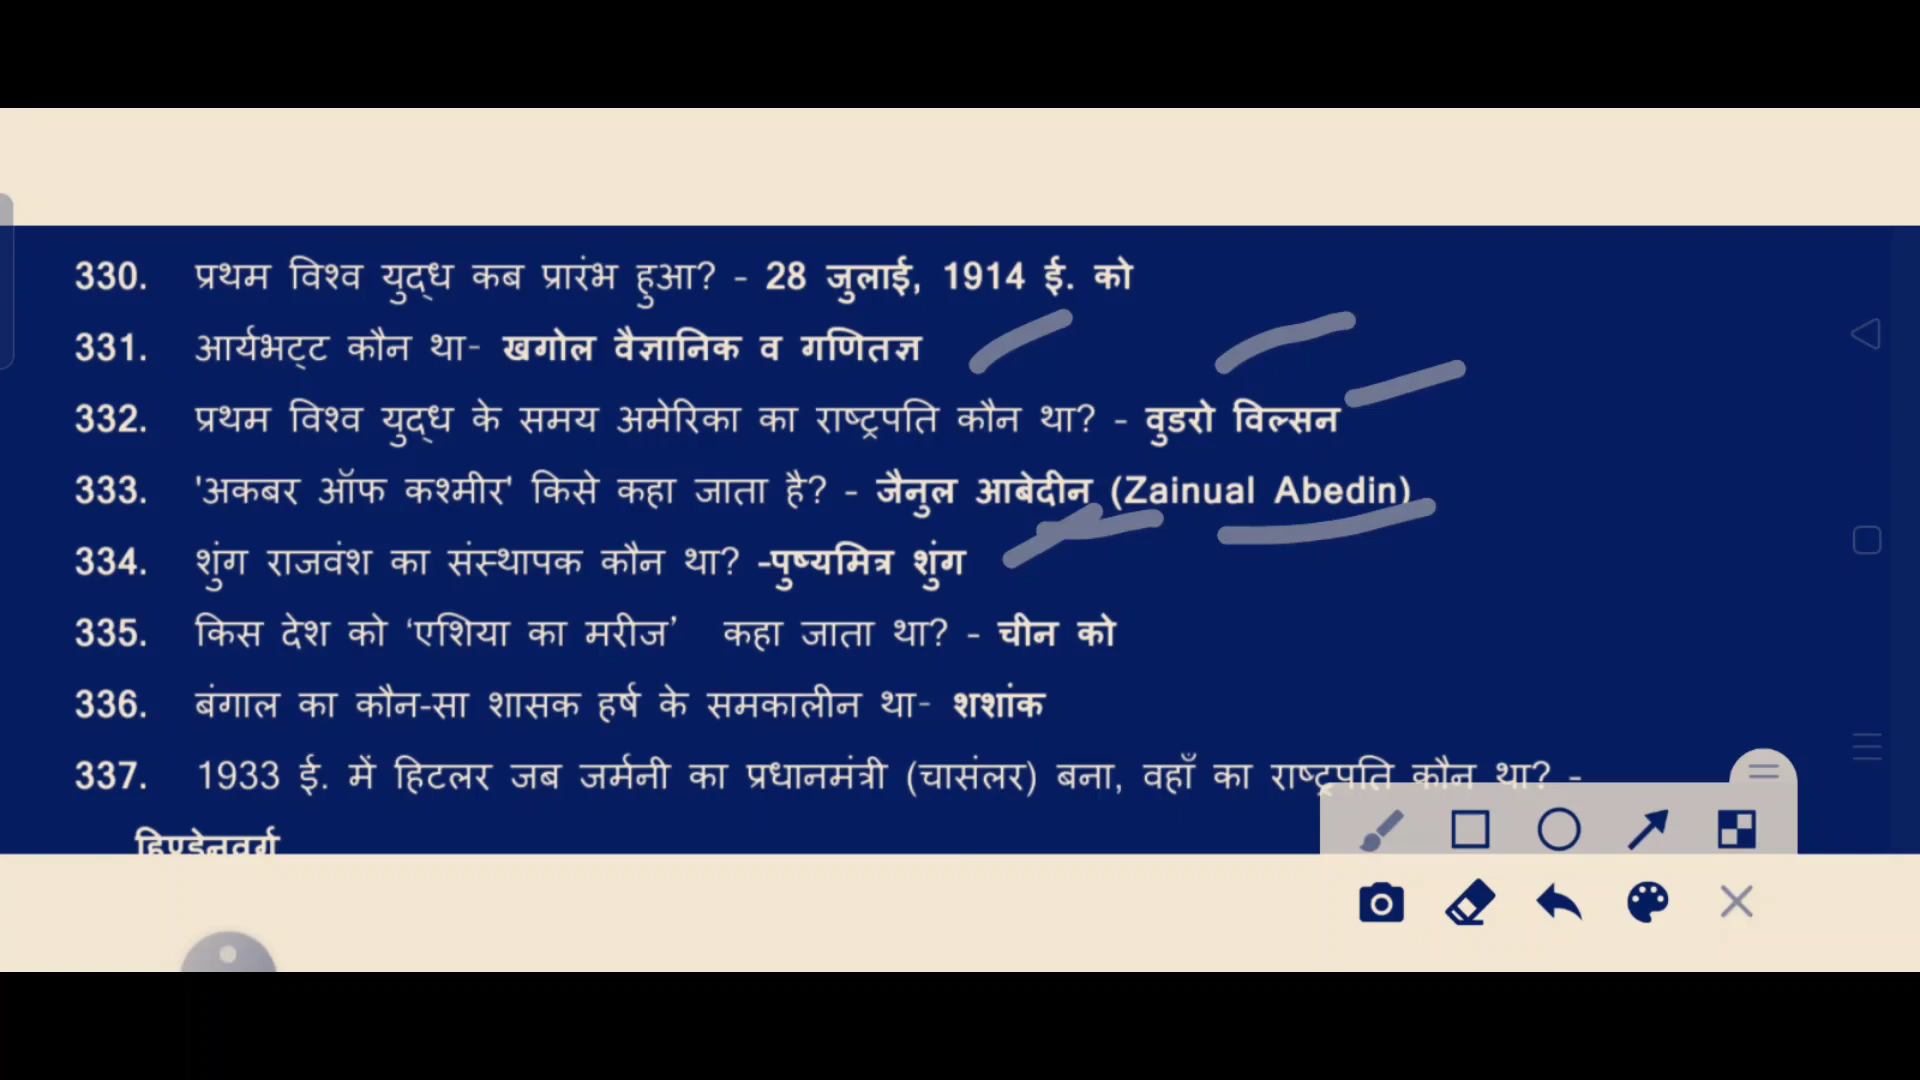 330. प्रथम विश्व युद्ध कब प्रारंभ हुआ? - 28 जुलाई, 1914 ई. को
331. आर्यभट्ट कौन था- खगोल वैज्ञानिक व गणितज्ञ
332. प्रथम विश्व युद्ध के समय अमेरिका का राष्ट्रपति कौन था? - वुडरो विल्सन
333. 'अकबर ऑफ कश्मीर' किसे कहा जाता है? - जैनुल आबेदीन (Zainual Abedin)
334. शुंग राजवंश का संस्थापक कौन था? -पुष्यमित्र शुंग
335. किस देश को ‘एशिया का मरीज’ कहा जाता था? - चीन को
336. बंगाल का कौन-सा शासक हर्ष के समकालीन था- शशांक
337. 1933 ई. में हिटलर जब जर्मनी का प्रधानमंत्री (चासंलर) बना, वहाँ का राष्ट्रपति कौन था? -
हिण्डेनवर्ग